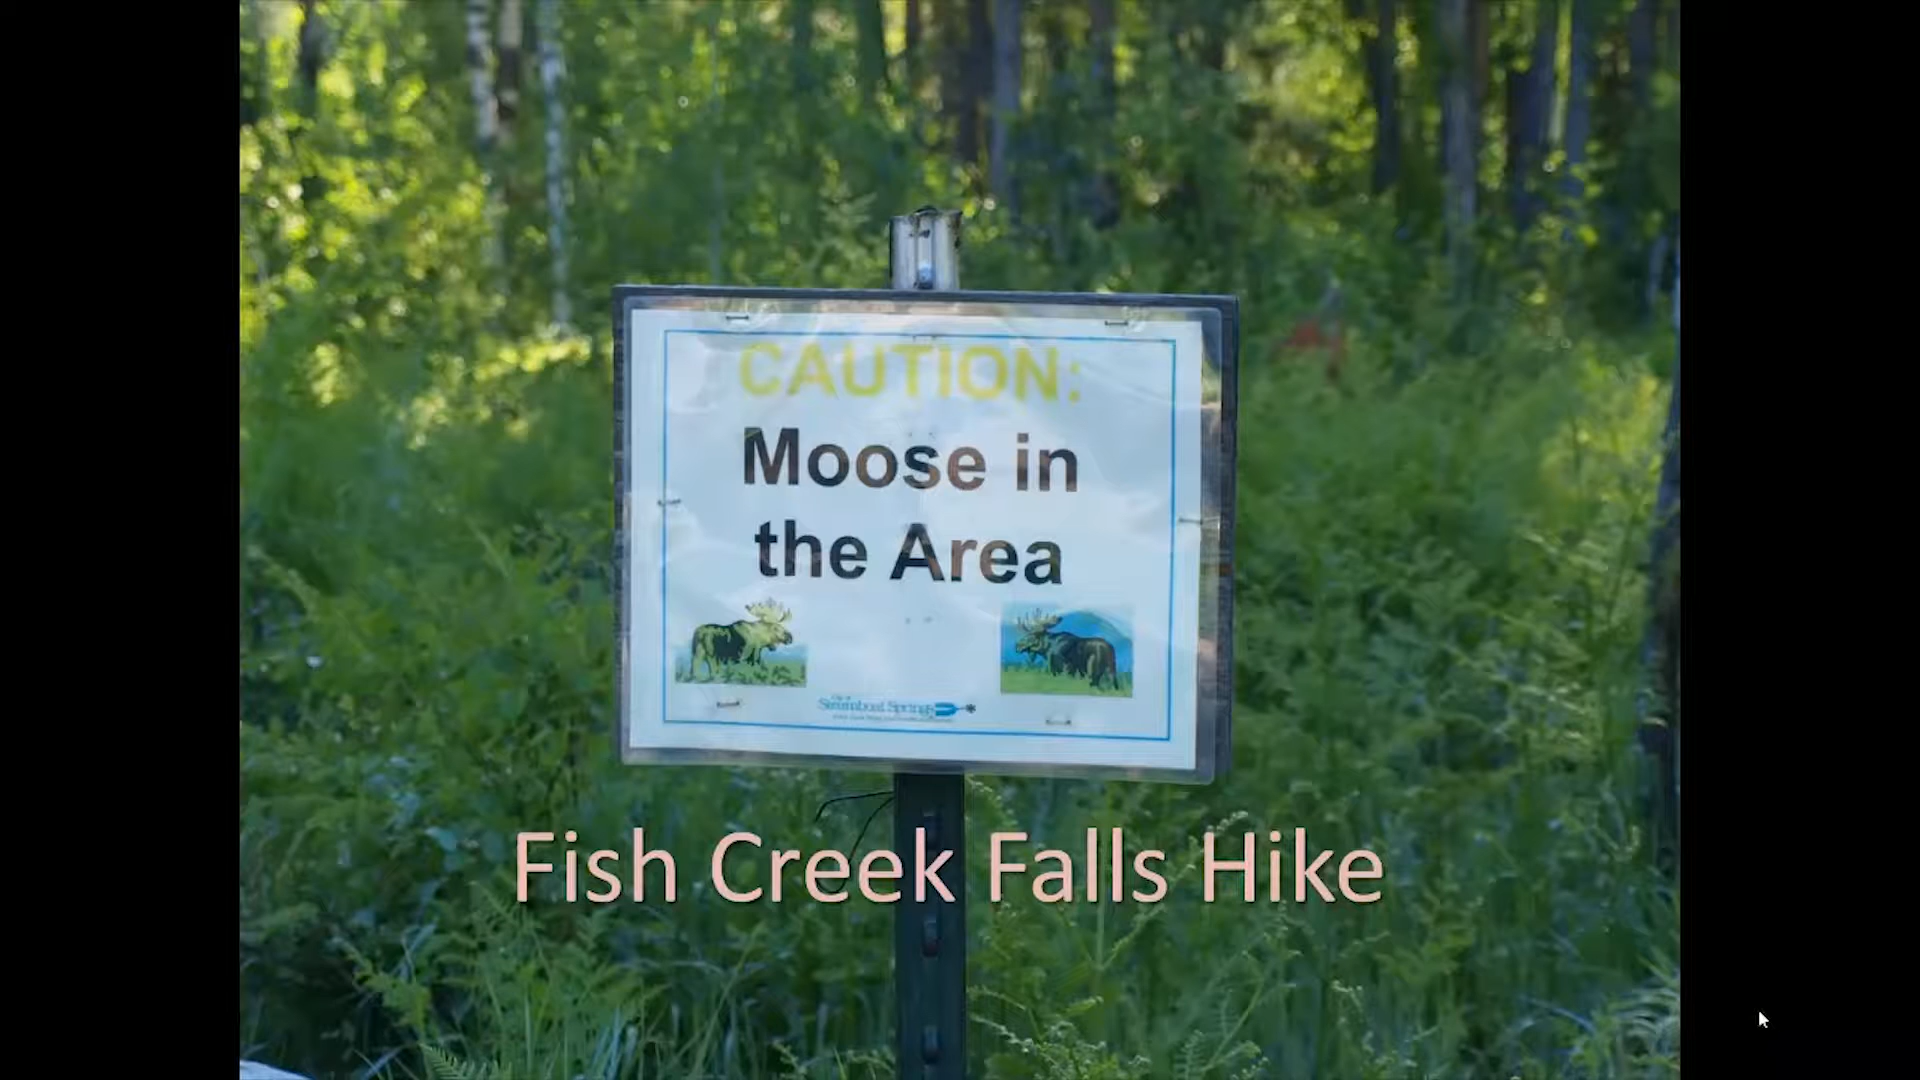 CAUTION:
Moose in
the Area
Steamboat Springs
Fish Creek Falls Hike